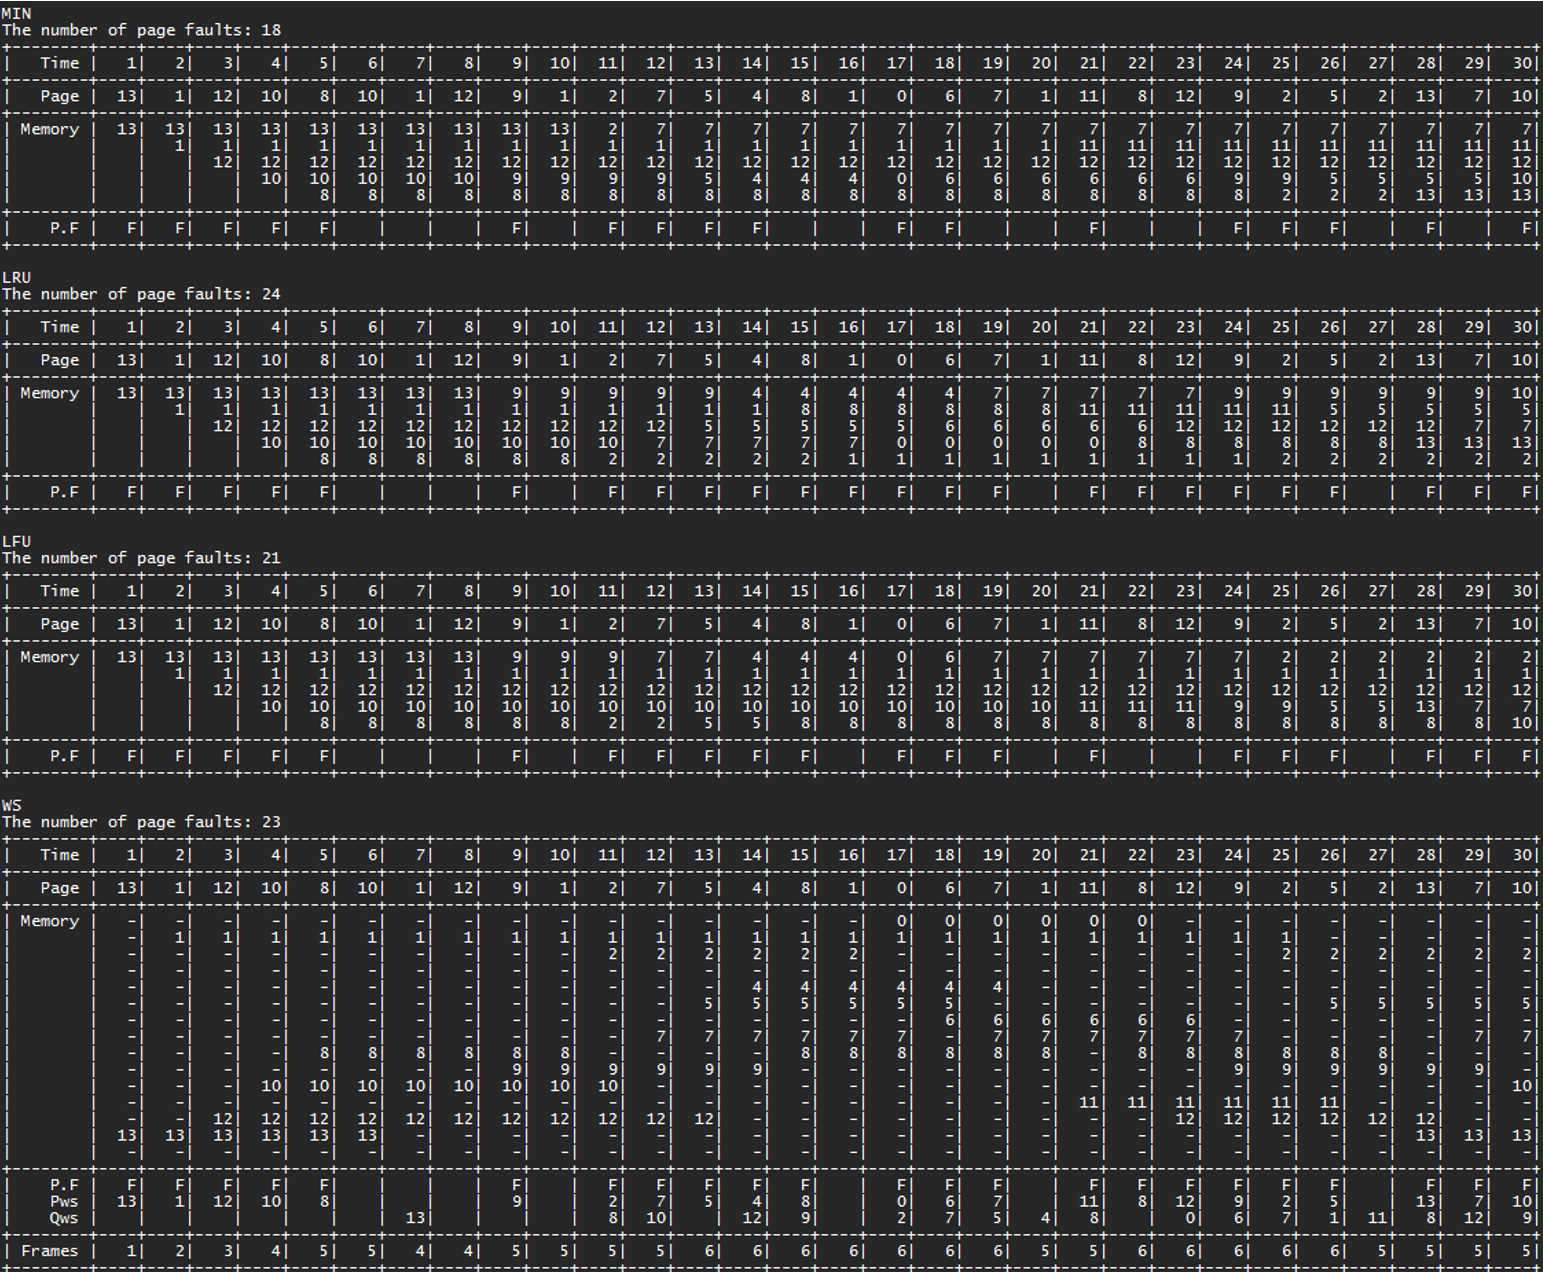 MIN
The number of page faults: 18
| Time | 1| 2| 3| 4| 5| 6| 7| 8| 9| 10| 11| 12| 13| 14| 15| 16| 17| 18| 19| 20| 21| 22| 23| 24| 25| 26| 27| 28| 29| 30|
| Page | 13| 1| 12| 10| 8| 10| 1| 12| 9| 1| 2| 7| 5| 4| 8| 1| 0| 6| 7| 1| 11| 8| 12| 9| 2| 5| 2| 13| 7| 10|
| Memory | 13| 13| 13| 13| 13| 13| 13| 13| 13| 13| 2| 7| 7| 7| 7| 7| 7| 7| 7| 7| 7| 7| 7| 7| 7| 7| 7| 7| 7| 7|
| | | 1| 1| 1| 1| 1| 1| 1| 1| 1| 1| 1| 1| 1| 1| 1| 1| 1| 1| 1| 11| 11| 11| 11| 11| 11| 11| 11| 11| 11|
| | | | 12| 12| 12| 12| 12| 12| 12| 12| 12| 12| 12| 12| 12| 12| 12| 12| 12| 12| 12| 12| 12| 12| 12| 12| 12| 12| 12| 12|
| | | | | 10| 10| 10| 10| 10| 9| 9| 9| 9| 5| 4| 4| 4| 0| 6| 6| 6| 6| 6| 6| 9| 9| 5| 5| 5| 5| 10|
| | | | | | 8| 8| 8| 8| 8| 8| 8| 8| 8| 8| 8| 8| 8| 8| 8| 8| 8| 8| 8| 8| 2| 2| 2| 13| 13| 13|
| P.F | F| F| F| F| F| | | | F| | F| F| F| F| | | F| F| | | F| | | F| F| F| | F| | F|
LRU
The number of page faults: 24
| Time | 1| 2| 3| 4| 5| 6| 7| 8| 9| 10| 11| 12| 13| 14| 15| 16| 17| 18| 19| 20| 21| 22| 23| 24| 25| 26| 27| 28| 29| 30|
| Page | 13| 1| 12| 10| 8| 10| 1| 12| 9| 1| 2| 7| 5| 4| 8| 1| 0| 6| 7| 1| 11| 8| 12| 9| 2| 5| 2| 13| 7| 10|
| Memory | 13| 13| 13| 13| 13| 13| 13| 13| 9| 9| 9| 9| 9| 4| 4| 4| 4| 4| 7| 7| 7| 7| 7| 9| 9| 9| 9| 9| 9| 10|
| | | 1| 1| 1| 1| 1| 1| 1| 1| 1| 1| 1| 1| 1| 8| 8| 8| 8| 8| 8| 11| 11| 11| 11| 11| 5| 5| 5| 5| 5|
| | | | 12| 12| 12| 12| 12| 12| 12| 12| 12| 12| 5| 5| 5| 5| 5| 6| 6| 6| 6| 6| 12| 12| 12| 12| 12| 12| 7| 7|
| | | | | 10| 10| 10| 10| 10| 10| 10| 10| 7| 7| 7| 7| 7| 0| 0| 0| 0| 0| 8| 8| 8| 8| 8| 8| 13| 13| 13|
| | | | | | 8| 8| 8| 8| 8| 8| 2| 2| 2| 2| 2| 1| 1| 1| 1| 1| 1| 1| 1| 1| 2| 2| 2| 2| 2| 2|
| P.F | F| F| F| F| F| | | | F| | F| F| F| F| F| F| F| F| F| | F| F| F| F| F| F| | F| F| F|
LFU
The number of page faults: 21
| Time | 1| 2| 3| 4| 5| 6| 7| 8| 9| 10| 11| 12| 13| 14| 15| 16| 17| 18| 19| 20| 21| 22| 23| 24| 25| 26| 27| 28| 29| 30|
| Page | 13| 1| 12| 10| 8| 10| 1| 12| 9| 1| 2| 7| 5| 4| 8| 1| 0| 6| 7| 1| 11| 8| 12| 9| 2| 5| 2| 13| 7| 10|
| Memory | 13| 13| 13| 13| 13| 13| 13| 13| 9| 9| 9| 7| 7| 4| 4| 4| 0| 6| 7| 7| 7| 7| 7| 7| 2| 2| 2| 2| 2| 2|
| | | 1| 1| 1| 1| 1| 1| 1| 1| 1| 1| 1| 1| 1| 1| 1| 1| 1| 1| 1| 1| 1| 1| 1| 1| 1| 1| 1| 1| 1|
| | | | 12| 12| 12| 12| 12| 12| 12| 12| 12| 12| 12| 12| 12| 12| 12| 12| 12| 12| 12| 12| 12| 12| 12| 12| 12| 12| 12| 12|
| | | | | 10| 10| 10| 10| 10| 10| 10| 10| 10| 10| 10| 10| 10| 10| 10| 10| 10| 11| 11| 11| 9| 9| 5| 5| 13| 7| 7|
| | | | | | 8| 8| 8| 8| 8| 8| 2| 2| 5| 5| 8| 8| 8| 8| 8| 8| 8| 8| 8| 8| 8| 8| 8| 8| 8| 10|
| P.F | F| F| F| F| F| | | | F| | F| F| F| F| F| | F| F| F| | F| | | F| F| F| | F| F| F|
WS
The number of page faults: 23
| Time | 1| 2| 3| 4| 5| 6| 7| 8| 9| 10| 11| 12| 13| 14| 15| 16| 17| 18| 19| 20| 21| 22| 23| 24| 25| 26| 27| 28| 29| 30|
| Page | 13| 1| 12| 10| 8| 10| 1| 12| 9| 1| 2| 7| 5| 4| 8| 1| 0| 6| 7| 1| 11| 8| 12| 9| 2| 5| 2| 13| 7| 10|
| Memory | -| -| -| -| -| -| -| -| -| -| -| -| -| -| -| -| 0| 0| 0| 0| 0| 0| -| -| -| -| -| -| -| -|
| | -| 1| 1| 1| 1| 1| 1| 1| 1| 1| 1| 1| 1| 1| 1| 1| 1| 1| 1| 1| 1| 1| 1| 1| 1| -| -| -| -| -|
| | -| -| -| -| -| -| -| -| -| -| 2| 2| 2| 2| 2| 2| -| -| -| -| -| -| -| -| 2| 2| 2| 2| 2| 2|
| | -| -| -| -| -| -| -| -| -| -| -| -| -| -| -| -| -| -| -| -| -| -| -| -| -| -| -| -| -| -|
| | -| -| -| -| -| -| -| -| -| -| -| -| -| 4| 4| 4| 4| 4| 4| -| -| -| -| -| -| -| -| -| -| -|
| | -| -| -| -| -| -| -| -| -| -| -| -| 5| 5| 5| 5| 5| 5| -| -| -| -| -| -| -| 5| 5| 5| 5| 5|
| | -| -| -| -| -| -| -| -| -| -| -| -| -| -| -| -| -| 6| 6| 6| 6| 6| 6| -| -| -| -| -| -| -|
| | -| -| -| -| -| -| -| -| -| -| -| 7| 7| 7| 7| 7| 7| -| 7| 7| 7| 7| 7| 7| -| -| -| -| 7| 7|
| | -| -| -| -| 8| 8| 8| 8| 8| 8| -| -| -| -| 8| 8| 8| 8| 8| 8| -| 8| 8| 8| 8| 8| 8| -| -| -|
| | -| -| -| -| -| -| -| -| 9| 9| 9| 9| 9| 9| -| -| -| -| -| -| -| -| -| 9| 9| 9| 9| 9| 9| -|
| | -| -| -| 10| 10| 10| 10| 10| 10| 10| 10| -| -| -| -| -| -| -| -| -| -| -| -| -| -| -| -| -| -| 10|
| | -| -| -| -| -| -| -| -| -| -| -| -| -| -| -| -| -| -| -| -| 11| 11| 11| 11| 11| 11| -| -| -| -|
| | -| -| 12| 12| 12| 12| 12| 12| 12| 12| 12| 12| 12| -| -| -| -| -| -| -| -| -| 12| 12| 12| 12| 12| 12| -| -|
| | 13| 13| 13| 13| 13| 13| -| -| -| -| -| -| -| -| -| -| -| -| -| -| -| -| -| -| -| -| -| 13| 13| 13|
| | -| -| -| -| -| -| -| -| -| -| -| -| -| -| -| -| -| -| -| -| -| -| -| -| -| -| -| -| -| -|
| P.F | F| F| F| F| F| | | | F| | F| F| F| F| F| | F| F| F| | F| F| F| F| F| F| | F| F| F|
| Pws | 13| 1| 12| 10| 8| | | | 9| | 2| 7| 5| 4| 8| | 0| 6| 7| | 11| 8| 12| 9| 2| 5| | 13| 7| 10|
| Qws | | | | | | | 13| | | | 8| 10| | 12| 9| | 2| 7| 5| 4| 8| | 0| 6| 7| 1| 11| 8| 12| 9|
| Frames | 1| 2| 3| 4| 5| 5| 4| 4| 5| 5| 5| 5| 6| 6| 6| 6| 6| 6| 6| 5| 5| 6| 6| 6| 6| 6| 5| 5| 5| 5|